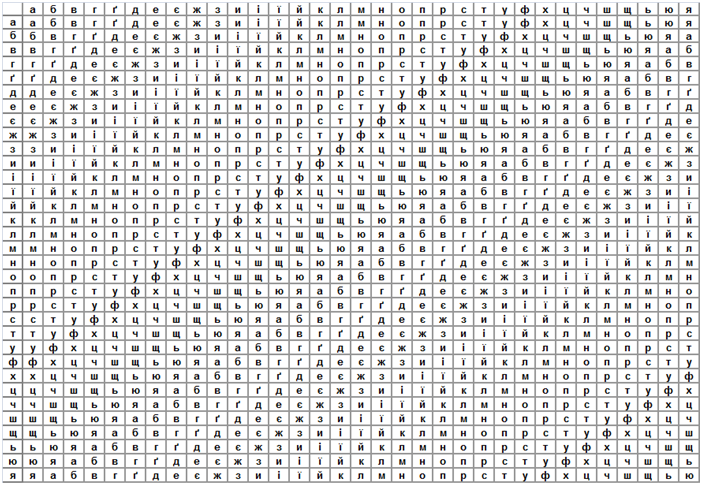 а б в г ґ д е є ж з и і ї й к л м н о п р с т у ф х ц ч ш щ ь ю я
а а б в г ґ д е є ж з и і ї й к л м н о п р с т у ф х ц ч ш щ ь ю я
б б в г ґ д е є ж з и і ї й к л м н о п р с т у ф х ц ч ш щ ь ю я а
в в г ґ д е є ж з и і ї й к л м н о п р с т у ф х ц ч ш щ ь ю я а б
г г ґ д е є ж з и і ї й к л м н о п р с т у ф х ц ч ш щ ь ю я а б в
ґ ґ д е є ж з и і ї й к л м н о п р с т у ф х ц ч ш щ ь ю я а б в г
д д е є ж з и і ї й к л м н о п р с т у ф х ц ч ш щ ь ю я а б в г ґ
е е є ж з и і ї й к л м н о п р с т у ф х ц ч ш щ ь ю я а б в г ґ д
є є ж з и і ї й к л м н о п р с т у ф х ц ч ш щ ь ю я а б в г ґ д е
ж ж з и і ї й к л м н о п р с т у ф х ц ч ш щ ь ю я а б в г ґ д е є
з з и і ї й к л м н о п р с т у ф х ц ч ш щ ь ю я а б в г ґ д е є ж
и и і ї й к л м н о п р с т у ф х ц ч ш щ ь ю я а б в г ґ д е є ж з
і і ї й к л м н о п р с т у ф х ц ч ш щ ь ю я а б в г ґ д е є ж з и
ї ї й к л м н о п р с т у ф х ц ч ш щ ь ю я а б в г ґ д е є ж з и і
й й к л м н о п р с т у ф х ц ч ш щ ь ю я а б в г ґ д е є ж з и і ї
к к л м н о п р с т у ф х ц ч ш щ ь ю я а б в г ґ д е є ж з и і ї й
л л м н о п р с т у ф х ц ч ш щ ь ю я а б в г ґ д е є ж з и і ї й к
м м н о п р с т у ф х ц ч ш щ ь ю я а б в г ґ д е є ж з и і ї й к л
н н о п р с т у ф х ц ч ш щ ь ю я а б в г ґ д е є ж з и і ї й к л м
о о п р с т у ф х ц ч ш щ ь ю я а б в г ґ д е є ж з и і ї й к л м н
п п р с т у ф х ц ч ш щ ь ю я а б в г ґ д е є ж з и і ї й к л м н о
р р с т у ф х ц ч ш щ ь ю я а б в г ґ д е є ж з и і ї й к л м н о п
с с т у ф х ц ч ш щ ь ю я а б в г ґ д е є ж з и і ї й к л м н о п р
т т у ф х ц ч ш щ ь ю я а б в г ґ д е є ж з и і ї й к л м н о п р с
у у ф х ц ч ш щ ь ю я а б в г ґ д е є ж з и і ї й к л м н о п р с т
ф ф х ц ч ш щ ь ю я а б в г ґ д е є ж з и і ї й к л м н о п р с т у
х х ц ч ш щ ь ю я а б в г ґ д е є ж з и і ї й к л м н о п р с т у ф
ц ц ч ш щ ь ю я а б в г ґ д е є ж з и і ї й к л м н о п р с т у ф х
ч ч ш щ ь ю я а б в г ґ д е є ж з и і ї й к л м н о п р с т у ф х ц
ш ш щ ь ю я а б в г ґ д е є ж з и і ї й к л м н о п р с т у ф х ц ч
щ щ ь ю я а б в г ґ д е є ж з и і ї й к л м н о п р с т у ф х ц ч ш
ь ь ю я а б в г ґ д е є ж з и і ї й к л м н о п р с т у ф х ц ч ш щ
ю ю я а б в г ґ д е є ж з и і ї й к л м н о п р с т у ф х ц ч ш щ ь
я я а б в г ґ д е є ж з и і ї й к л м н о п р с т у ф х ц ч ш щ ь ю